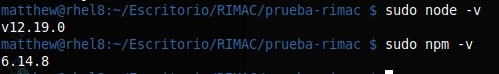 matthew@rhel8:~/Escritorio/RIMAC/prueba-rimac $ sudo node -v
v12.19.0
matthew@rhel8:~/Escritorio/RIMAC/prueba-rimac $ sudo npm -v
6.14.8